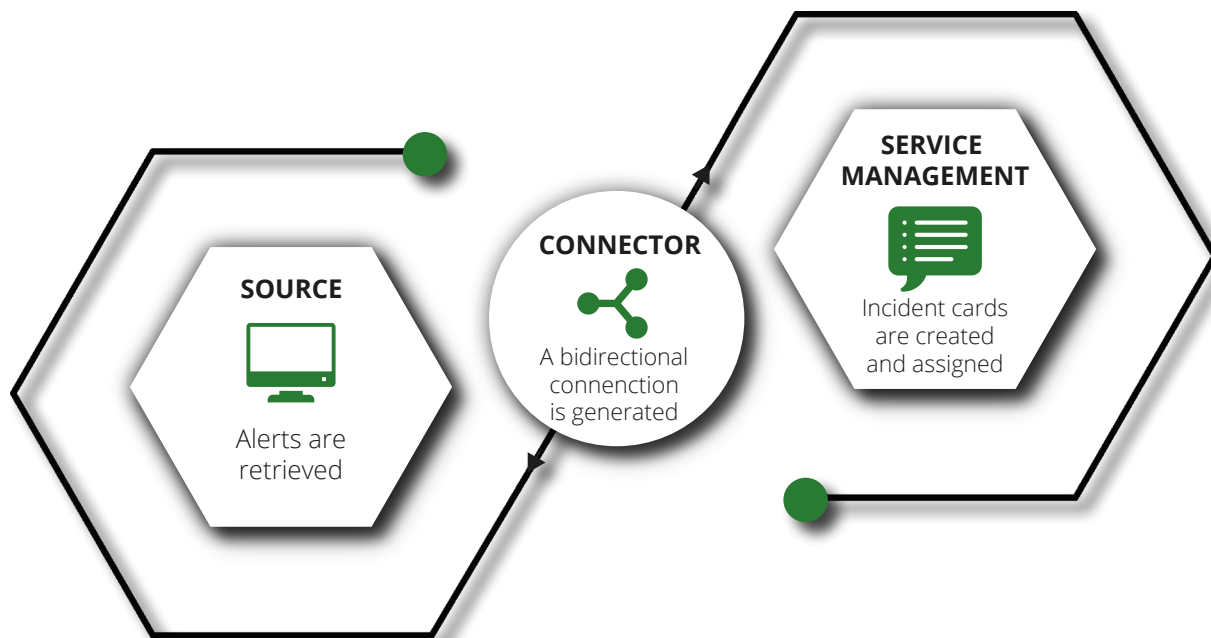 SOURCE
Alerts are
retrieved
CONNECTOR
A bidirectional
connenction
is generated
SERVICE
MANAGEMENT
Incident cards
are created
and assigned